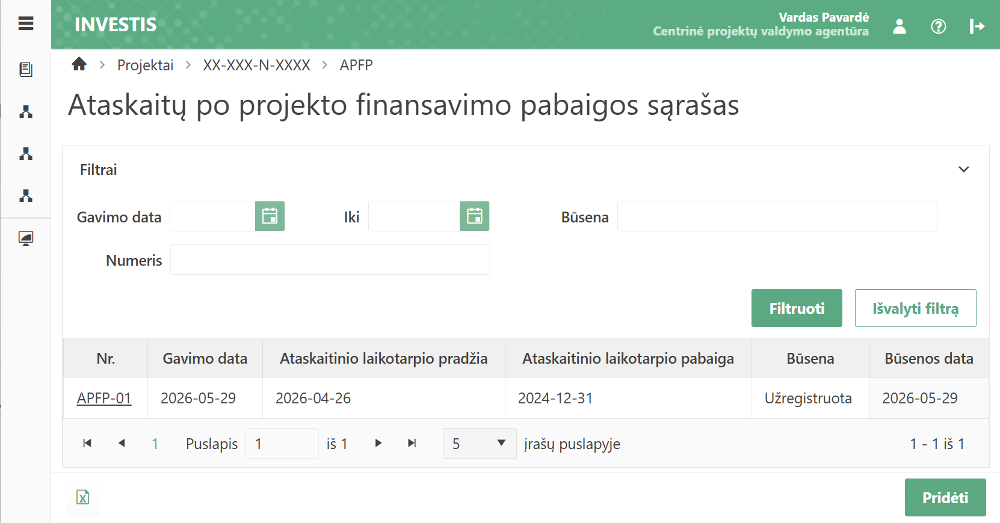 INVESTIS
Vardas Pavardė
Centrinė projektų valdymo agentūra
Projektai > XX-XXX-N-XXXX > APFP
Ataskaitų po projekto finansavimo pabaigos sąrašas
Filtrai
Gavimo data Iki Būsena
Numeris
Filtruoti Išvalyti filtrą
Nr. Gavimo data Ataskaitinio laikotarpio pradžia Ataskaitinio laikotarpio pabaiga Būsena Būsenos data
APFP-01 2026-05-29 2026-04-26 2024-12-31 Užregistruota 2026-05-29
1 Puslapis 1 iš 1 5 įrašų puslapyje 1 - 1 iš 1
Pridėti